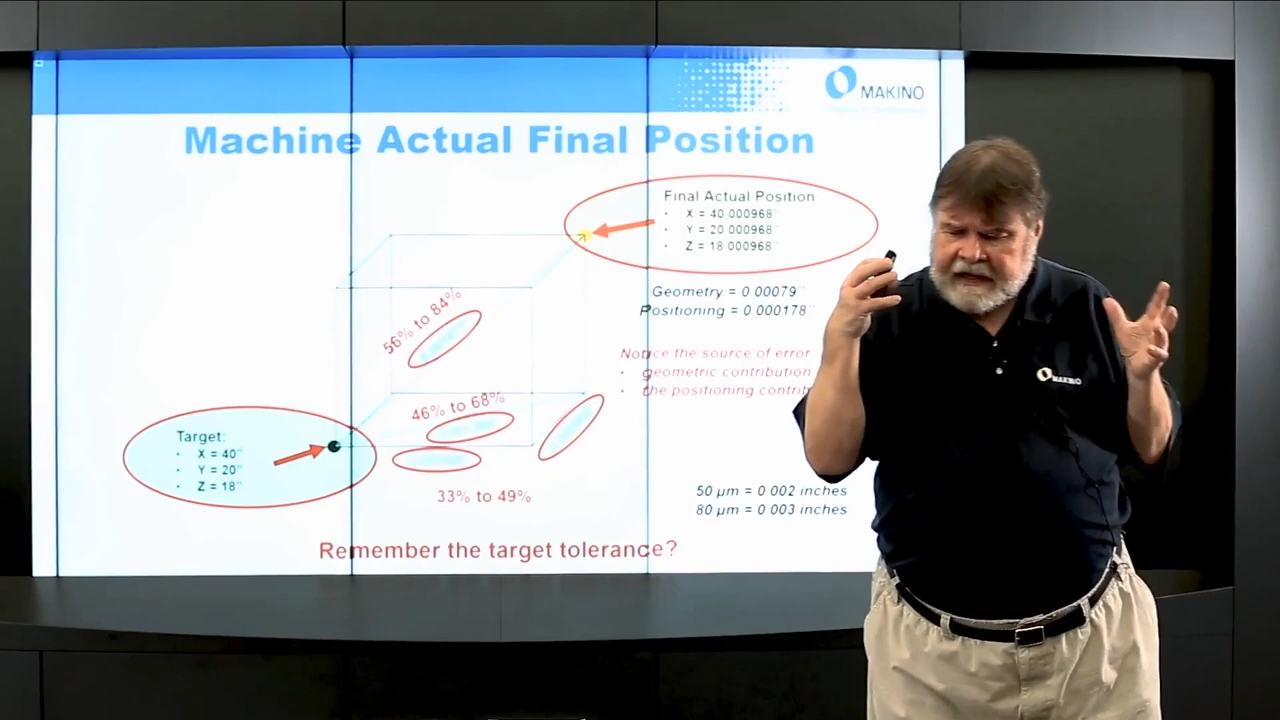 MAKINO
Machine Actual Final Position
Final Actual Position
· X = 40 000968"
· Y = 20 000968"
· Z = 18 000968"
Geometry = 0 00079"
Positioning = 0 000178"
56% to 84%
Notice the source of error
· geometric contribution
· the positioning contrib
46% to 68%
Target:
· X = 40"
· Y = 20"
· Z = 18"
33% to 49%
50 µm = 0 002 inches
80 µm = 0 003 inches
Remember the target tolerance?
MAKINO